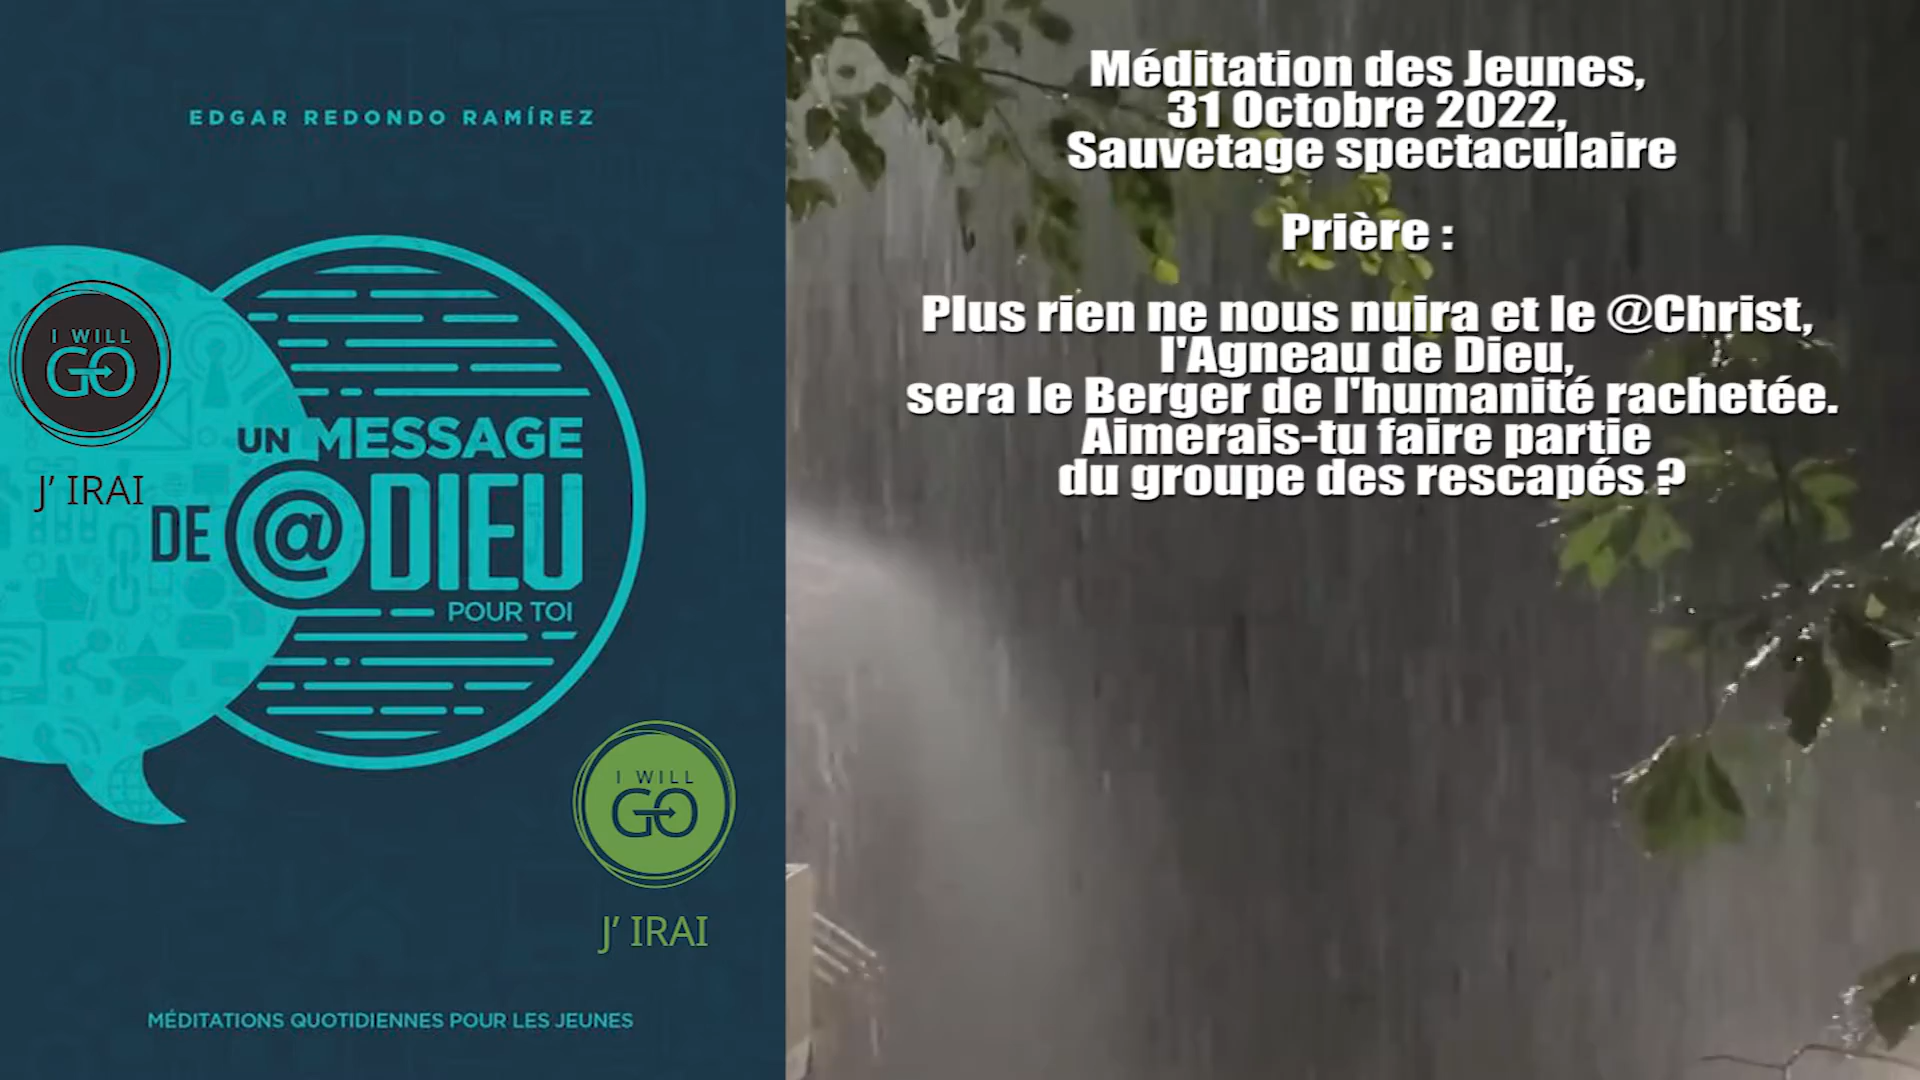 EDGAR REDONDO RAMÍREZ
I WILL
GO
J' IRAI
UN MESSAGE
DE @DIEU
POUR TOI
I WILL
GO
J' IRAI
MÉDITATIONS QUOTIDIENNES POUR LES JEUNES
Méditation des Jeunes,
31 Octobre 2022,
Sauvetage spectaculaire
Prière :
Plus rien ne nous nuira et le @Christ,
l'Agneau de Dieu,
sera le Berger de l'humanité rachetée.
Aimerais-tu faire partie
du groupe des rescapés ?